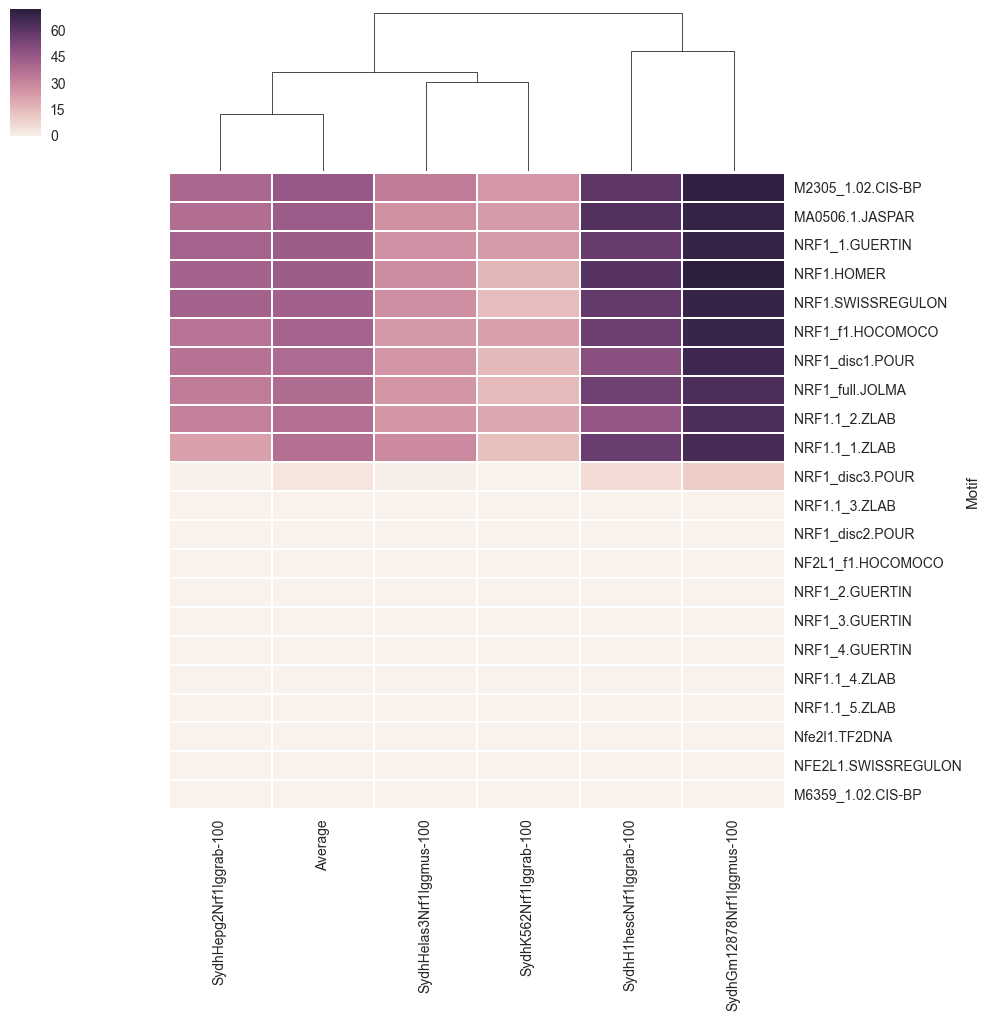 60
45
30
15
0
M2305_1.02.CIS-BP
MA0506.1.JASPAR
NRF1_1.GUERTIN
NRF1.HOMER
NRF1.SWISSREGULON
NRF1_f1.HOCOMOCO
NRF1_disc1.POUR
NRF1_full.JOLMA
NRF1.1_2.ZLAB
NRF1.1_1.ZLAB
NRF1_disc3.POUR
NRF1.1_3.ZLAB
NRF1_disc2.POUR
NF2L1_f1.HOCOMOCO
NRF1_2.GUERTIN
NRF1_3.GUERTIN
NRF1_4.GUERTIN
NRF1.1_4.ZLAB
NRF1.1_5.ZLAB
Nfe2l1.TF2DNA
NFE2L1.SWISSREGULON
M6359_1.02.CIS-BP
Motif
SydhHepg2Nrf1Iggrab-100
Average
SydhHelas3Nrf1Iggmus-100
SydhK562Nrf1Iggrab-100
SydhH1hescNrf1Iggrab-100
SydhGm12878Nrf1Iggmus-100